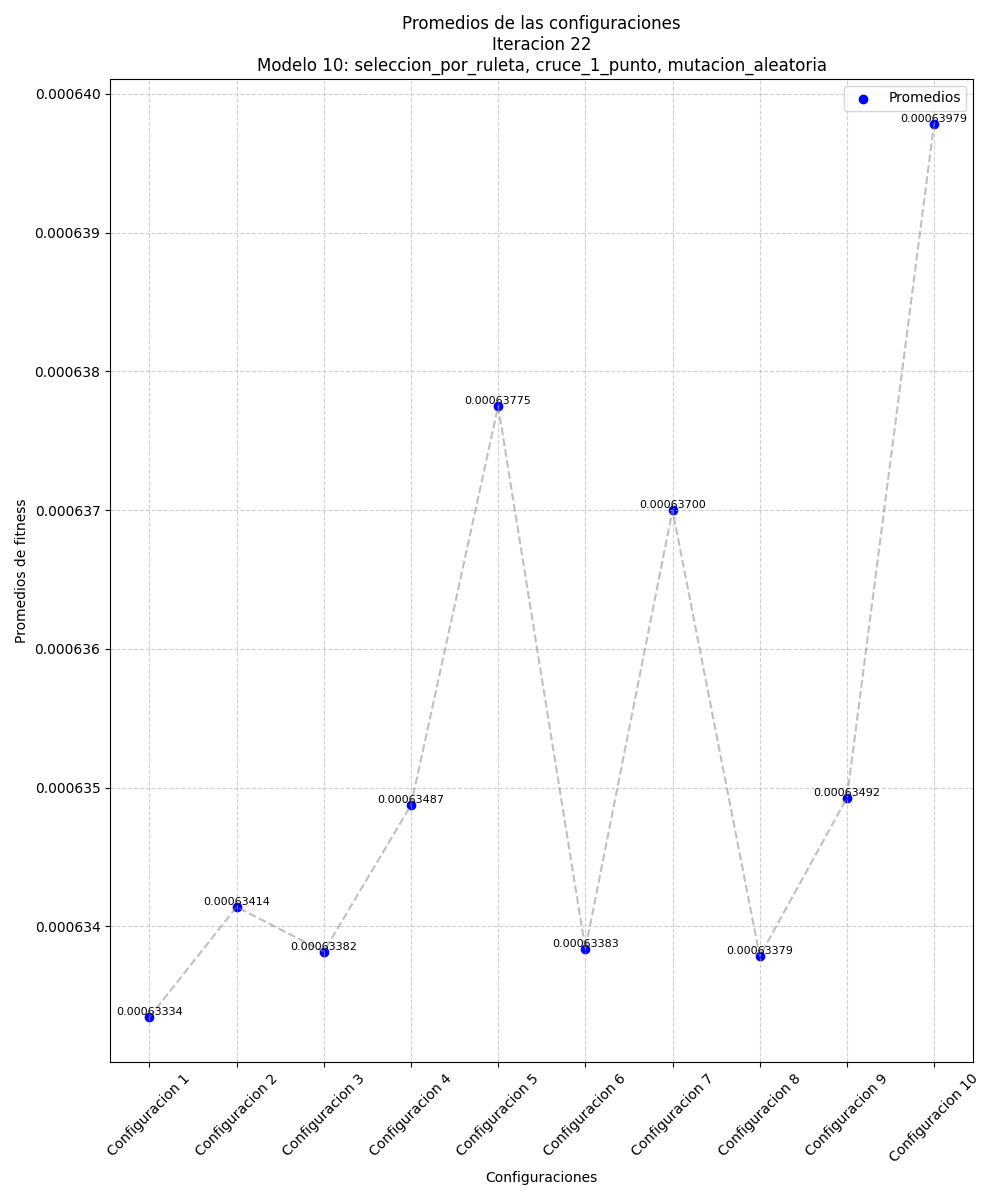 Promedios de las configuraciones
Iteracion 22
Modelo 10: seleccion_por_ruleta, cruce_1_punto, mutacion_aleatoria
Promedios
0.000640
0.000639
0.000638
0.000637
0.000636
0.000635
0.000634
Promedios de fitness
0.00063334
0.00063414
0.00063382
0.00063487
0.00063775
0.00063383
0.00063700
0.00063379
0.00063492
0.00063979
Configuracion 1
Configuracion 2
Configuracion 3
Configuracion 4
Configuracion 5
Configuracion 6
Configuracion 7
Configuracion 8
Configuracion 9
Configuracion 10
Configuraciones